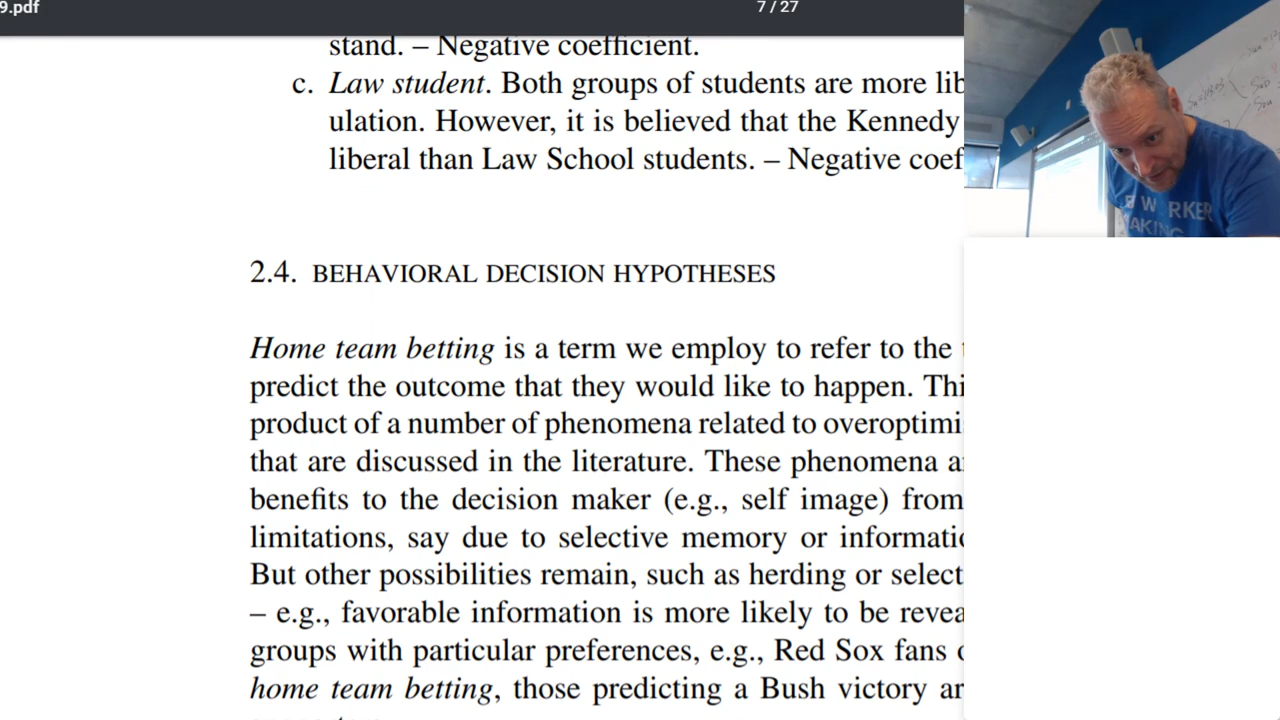 9.pdf
7 / 27
stand. – Negative coefficient.
c. Law student. Both groups of students are more lib
ulation. However, it is believed that the Kennedy
liberal than Law School students. – Negative coef
2.4. BEHAVIORAL DECISION HYPOTHESES
Home team betting is a term we employ to refer to the
predict the outcome that they would like to happen. Thi
product of a number of phenomena related to overoptimi
that are discussed in the literature. These phenomena a
benefits to the decision maker (e.g., self image) from
limitations, say due to selective memory or informatic
But other possibilities remain, such as herding or select
– e.g., favorable information is more likely to be revea
groups with particular preferences, e.g., Red Sox fans
home team betting, those predicting a Bush victory ar
RKER
MAKING